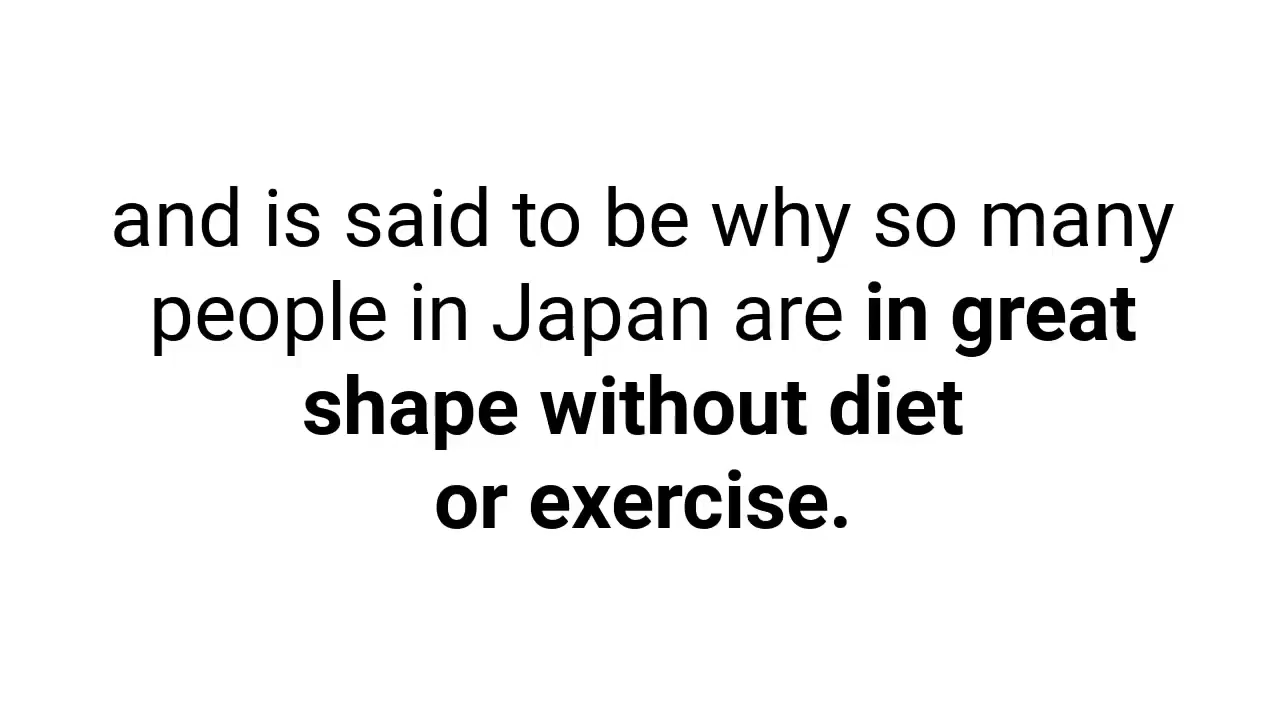 and is said to be why so many
people in Japan are in great
shape without diet
or exercise.